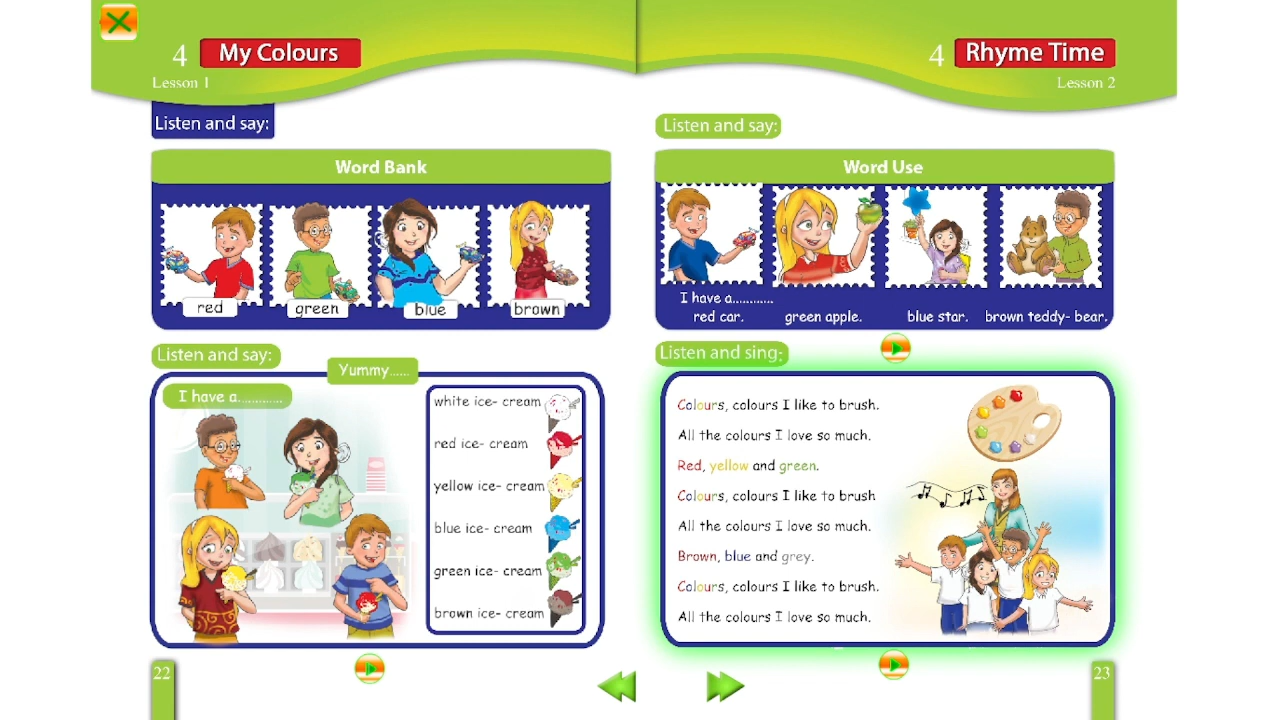 4 My Colours
Lesson 1
Listen and say:
Word Bank
red
green
blue
brown
Listen and say:
Yummy......
I have a............
white ice- cream
red ice- cream
yellow ice- cream
blue ice- cream
green ice- cream
brown ice- cream
22
4 Rhyme Time
Lesson 2
Listen and say:
Word Use
I have a............
red car.
green apple.
blue star.
brown teddy- bear.
Listen and sing:
Colours, colours I like to brush.
All the colours I love so much.
Red, yellow and green.
Colours, colours I like to brush
All the colours I love so much.
Brown, blue and grey.
Colours, colours I like to brush.
All the colours I love so much.
23